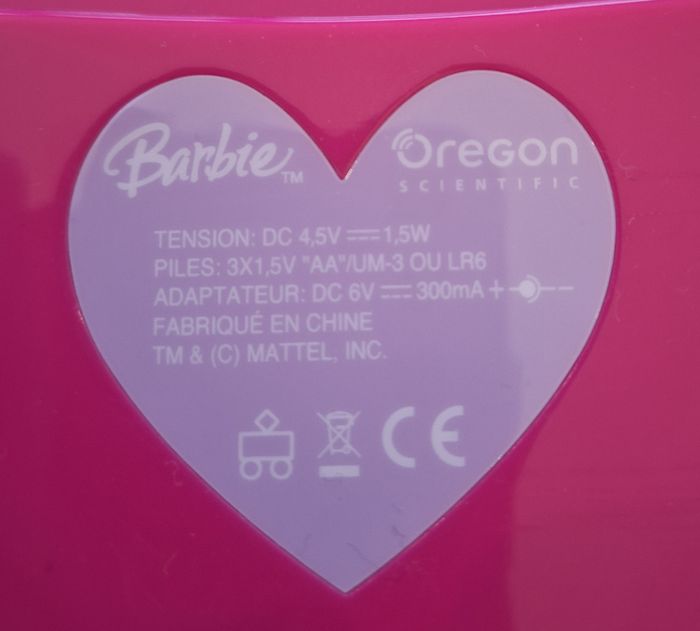 Barbie™ Oregon
SCIENTIFIC
TENSION: DC 4,5V ⎓ 1,5W
PILES: 3X1,5V "AA"/UM-3 OU LR6
ADAPTATEUR: DC 6V ⎓ 300mA + -
FABRIQUÉ EN CHINE
TM & (C) MATTEL, INC.
CE